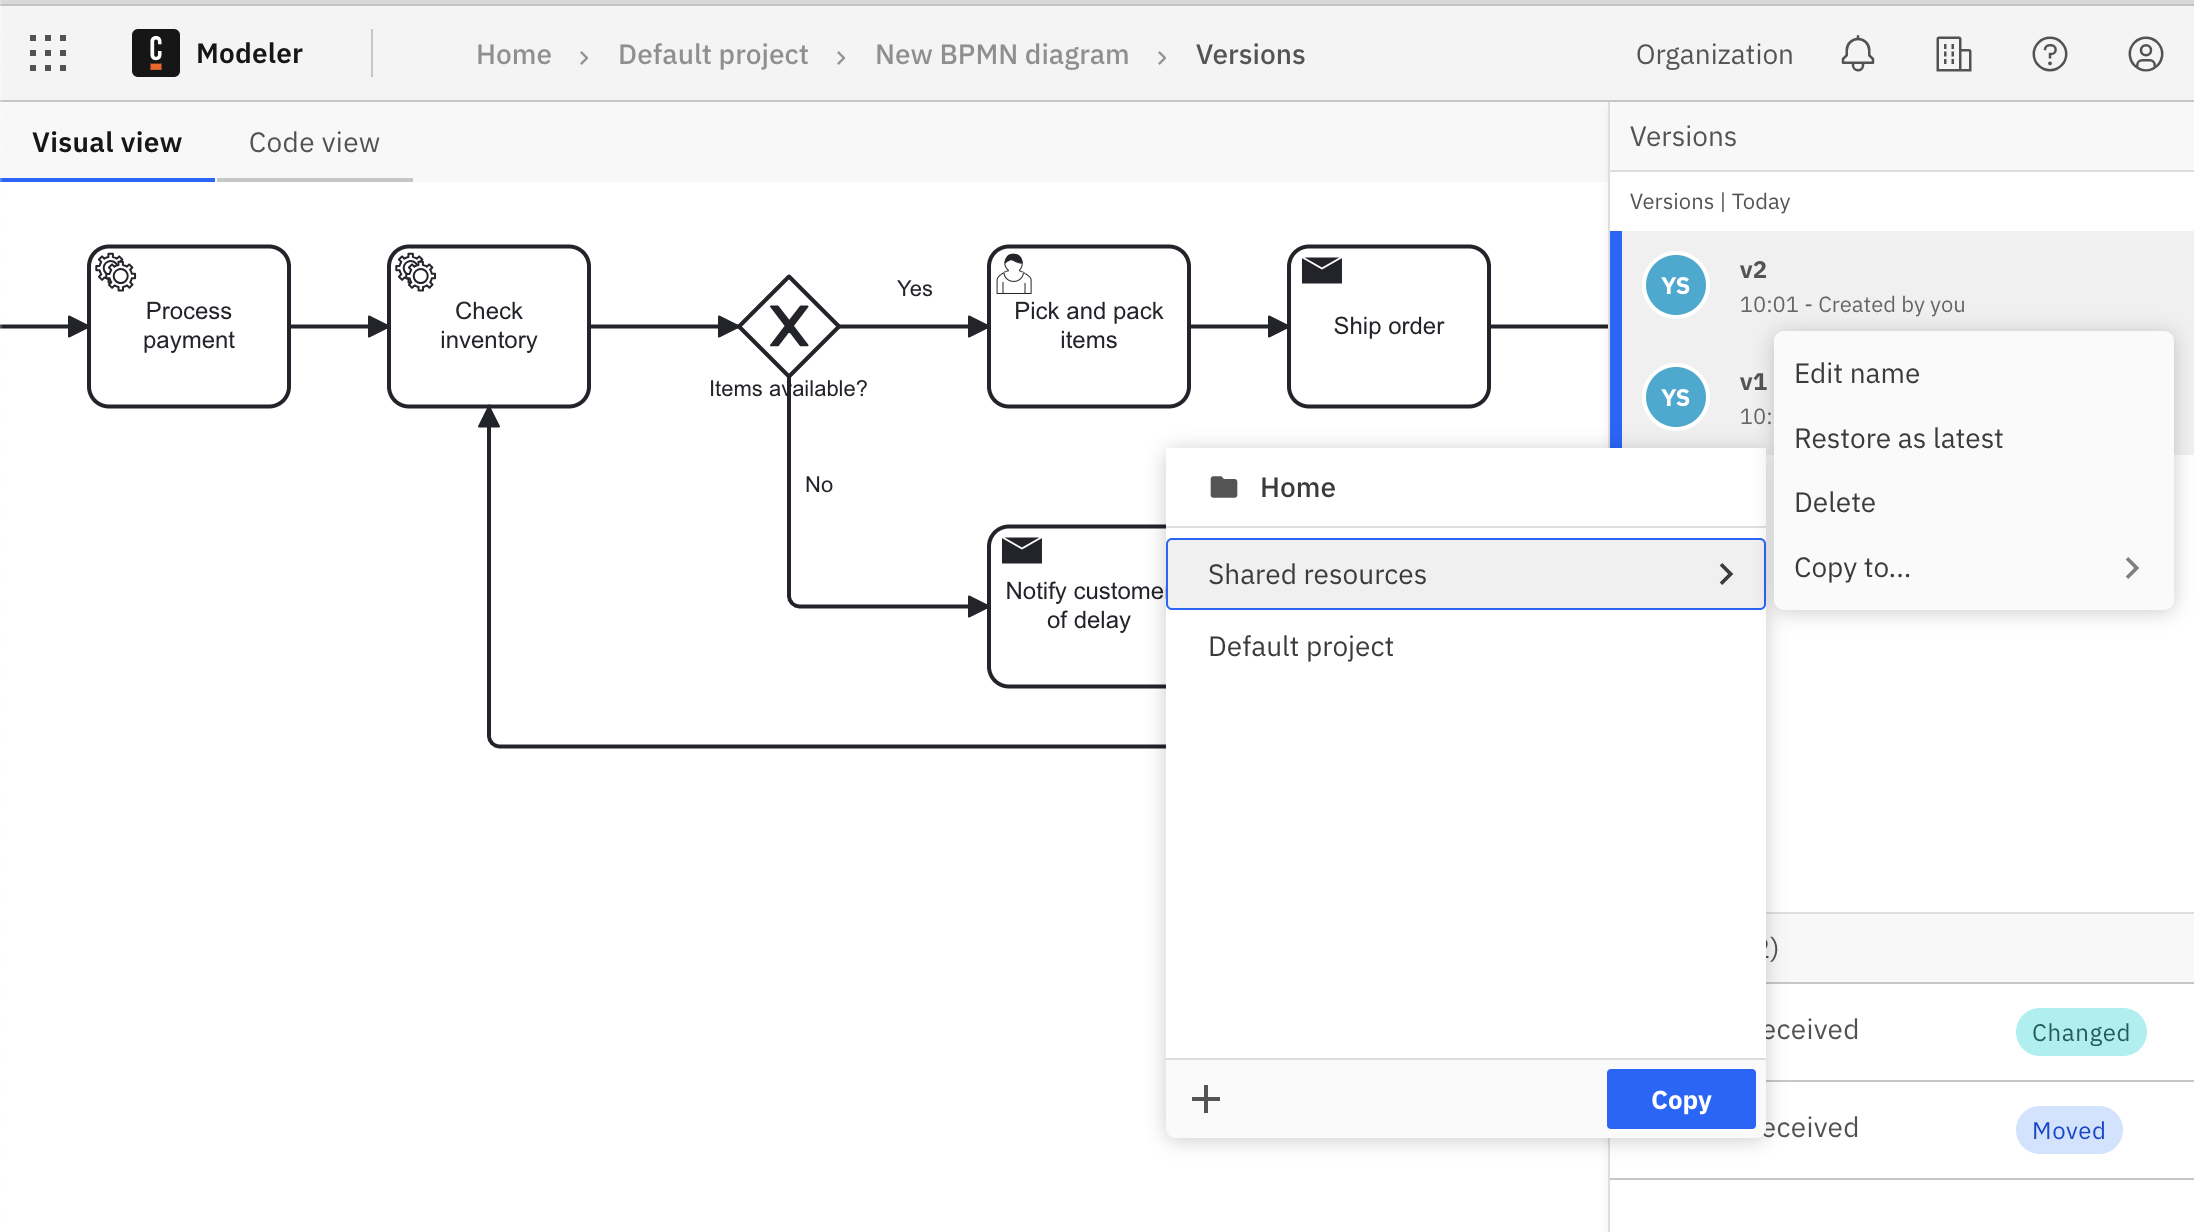 Modeler
Home › Default project › New BPMN diagram › Versions
Organization
Visual view
Code view
Versions
Versions | Today
YS
v2
10:01 - Created by you
YS
v1
10:
Edit name
Restore as latest
Delete
Copy to...
Process
payment
Check
inventory
Items available?
Yes
No
Pick and pack
items
Ship order
Notify custome
of delay
Home
Shared resources
Default project
Copy
2)
eceived
Changed
eceived
Moved